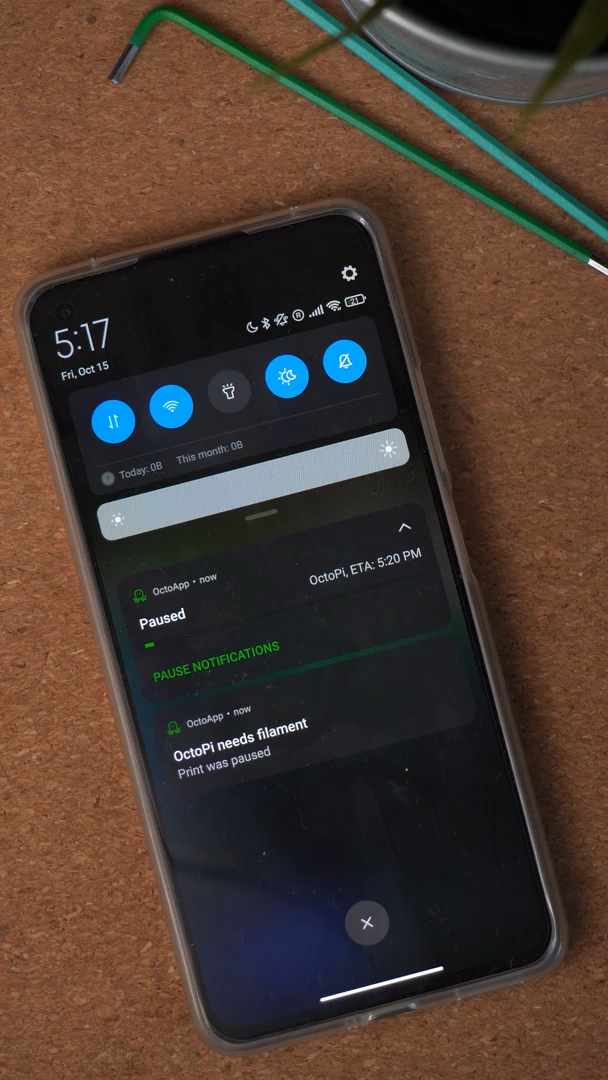 5:17
Fri, Oct 15
R
21
Today: 0B This month: 0B
OctoApp • now
OctoPi, ETA: 5:20 PM
Paused
PAUSE NOTIFICATIONS
OctoApp • now
OctoPi needs filament
Print was paused